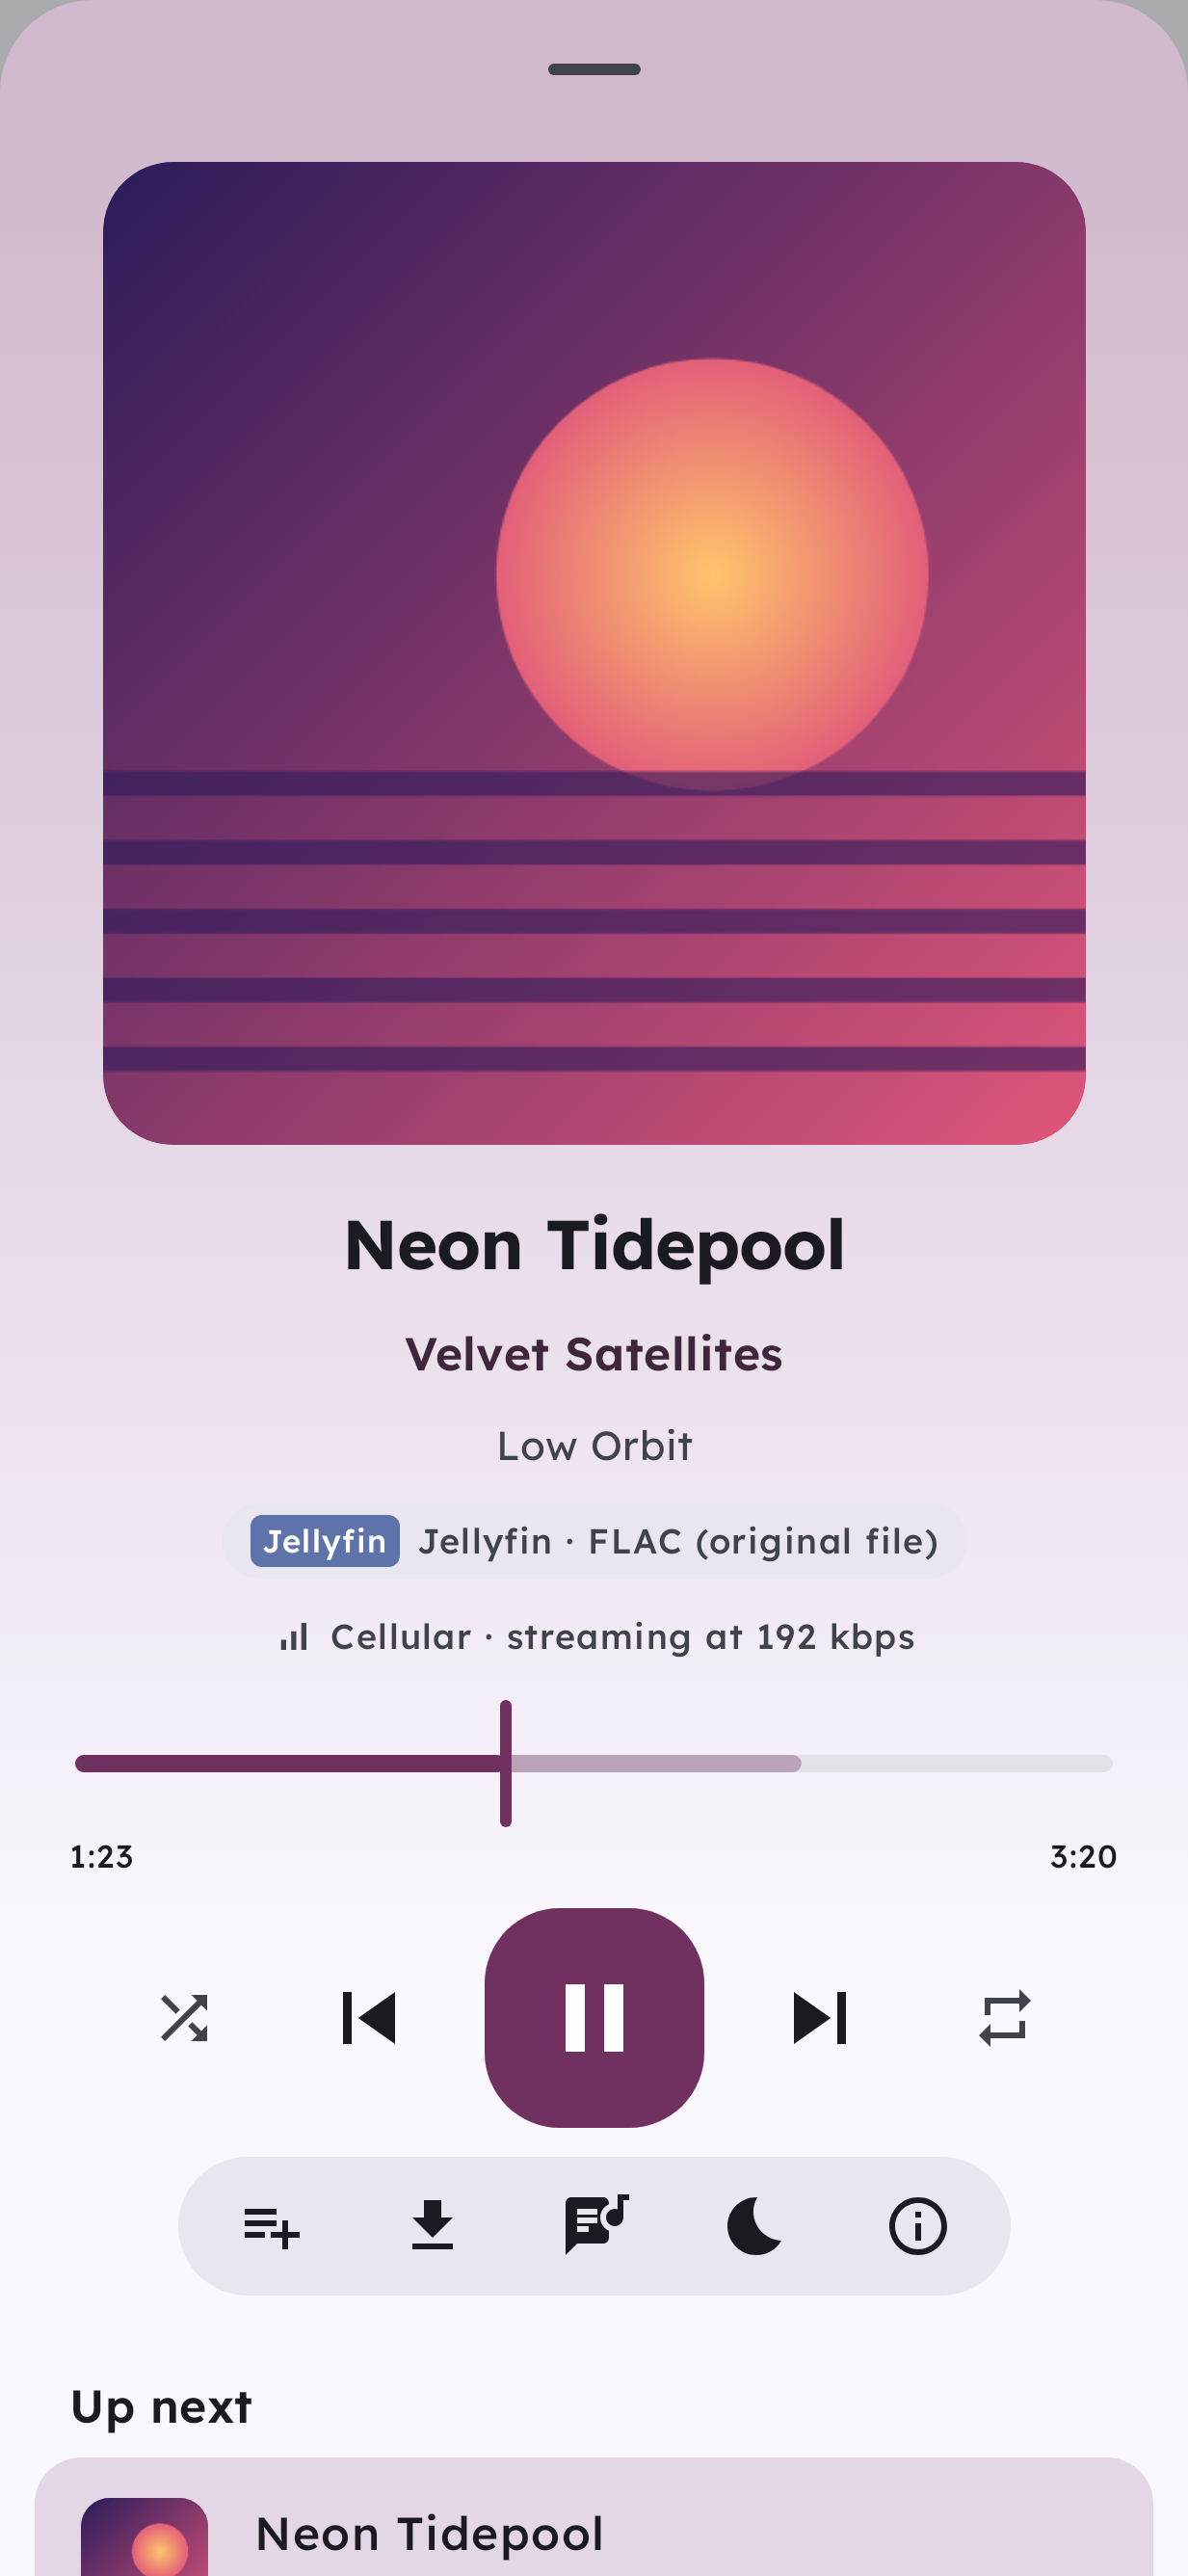 Neon Tidepool
Velvet Satellites
Low Orbit
Jellyfin Jellyfin · FLAC (original file)
Cellular · streaming at 192 kbps
1:23 3:20
Up next
Neon Tidepool